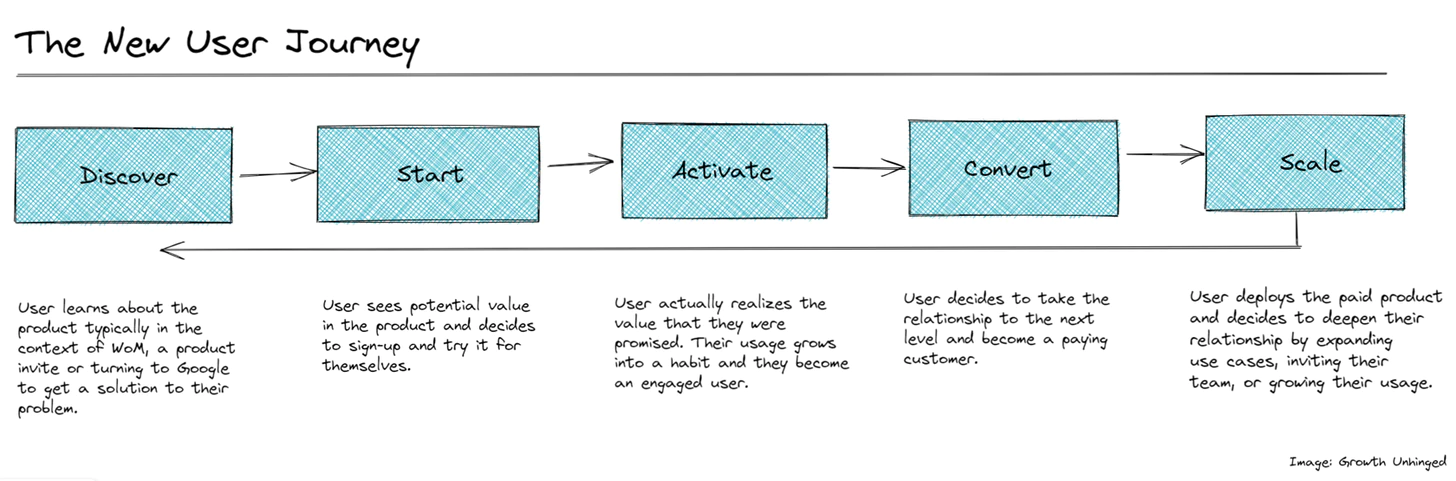 The New User Journey
Discover
Start
Activate
Convert
Scale
User learns about the
product typically in the
context of WoM, a product
invite or turning to Google
to get a solution to their
problem.
User sees potential value
in the product and decides
to sign-up and try it for
themselves.
User actually realizes the
value that they were
promised. Their usage grows
into a habit and they become
an engaged user.
User decides to take the
relationship to the next
level and become a paying
customer.
User deploys the paid product
and decides to deepen their
relationship by expanding
use cases, inviting their
team, or growing their usage.
Image: Growth Unhinged